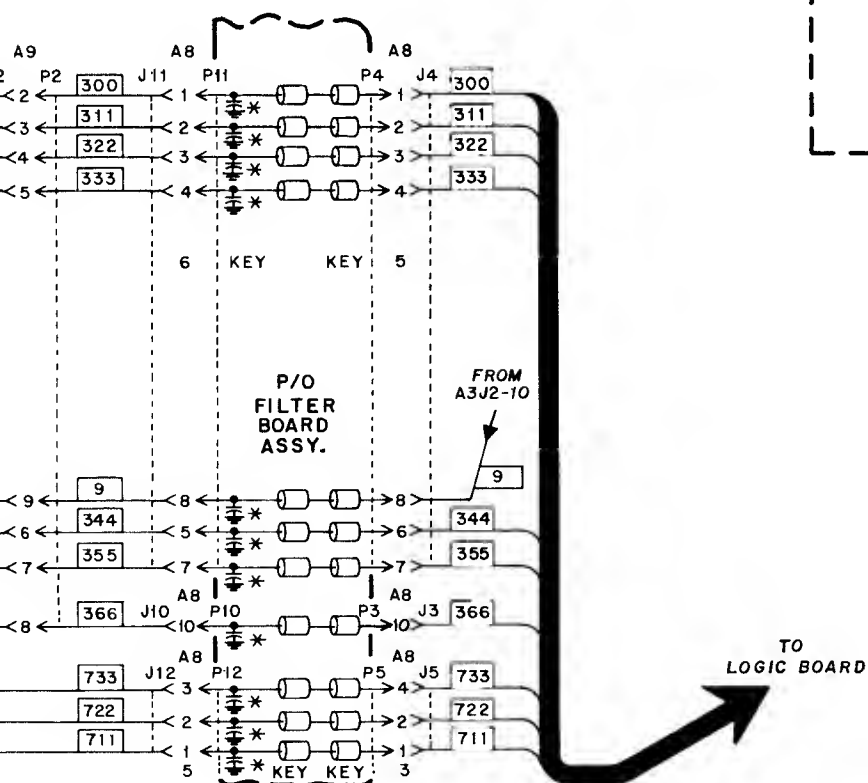 A9 A8 A8
2 P2 J11 P11 P4 J4
2 300 1 * 1 300
3 311 2 * 2 311
4 322 3 * 3 322
5 333 4 * 4 333
6 KEY KEY 5
P/O
FILTER
BOARD
ASSY.
FROM
A3J2-10
9
9 9 8 * 8
6 344 5 * 6 344
7 355 7 * 7 355
A8 A8
J10 P10 P3 J3
8 366 10 * 10 366
A8 A8
J12 P12 P5 J5
733 3 * 4 733
722 2 * 2 722
711 1 * 1 711
5 KEY KEY 3
TO
LOGIC BOARD